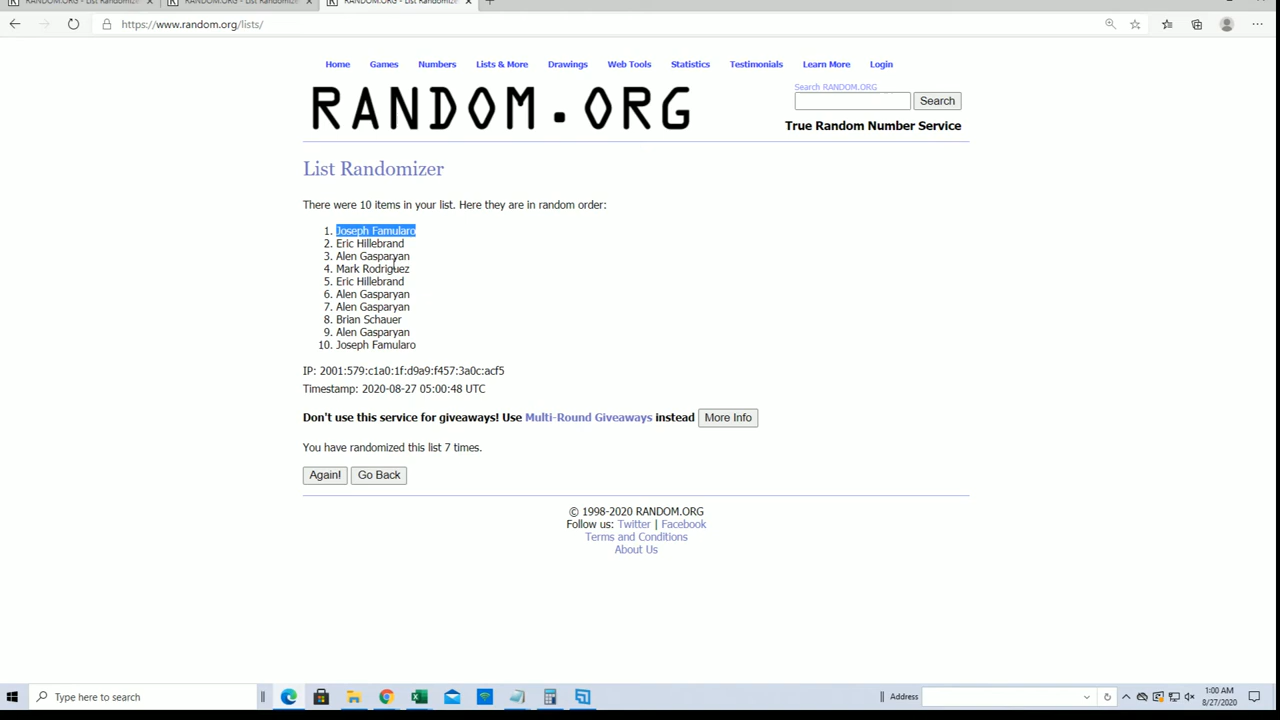 RANDOM.ORG - List Randomiz
RANDOM.ORG - List Randomize
RANDOM.ORG - List Randomize
https://www.random.org/lists/
Home Games Numbers Lists & More Drawings Web Tools Statistics Testimonials Learn More Login
RANDOM.ORG
Search RANDOM.ORG
Search
True Random Number Service
List Randomizer
There were 10 items in your list. Here they are in random order:
1. Joseph Famularo
2. Eric Hillebrand
3. Alen Gasparyan
4. Mark Rodriguez
5. Eric Hillebrand
6. Alen Gasparyan
7. Alen Gasparyan
8. Brian Schauer
9. Alen Gasparyan
10. Joseph Famularo
IP: 2001:579:c1a0:1f:d9a9:f457:3a0c:acf5
Timestamp: 2020-08-27 05:00:48 UTC
Don't use this service for giveaways! Use Multi-Round Giveaways instead More Info
You have randomized this list 7 times.
Again! Go Back
© 1998-2020 RANDOM.ORG
Follow us: Twitter | Facebook
Terms and Conditions
About Us
Type here to search
Address
1:00 AM
8/27/2020